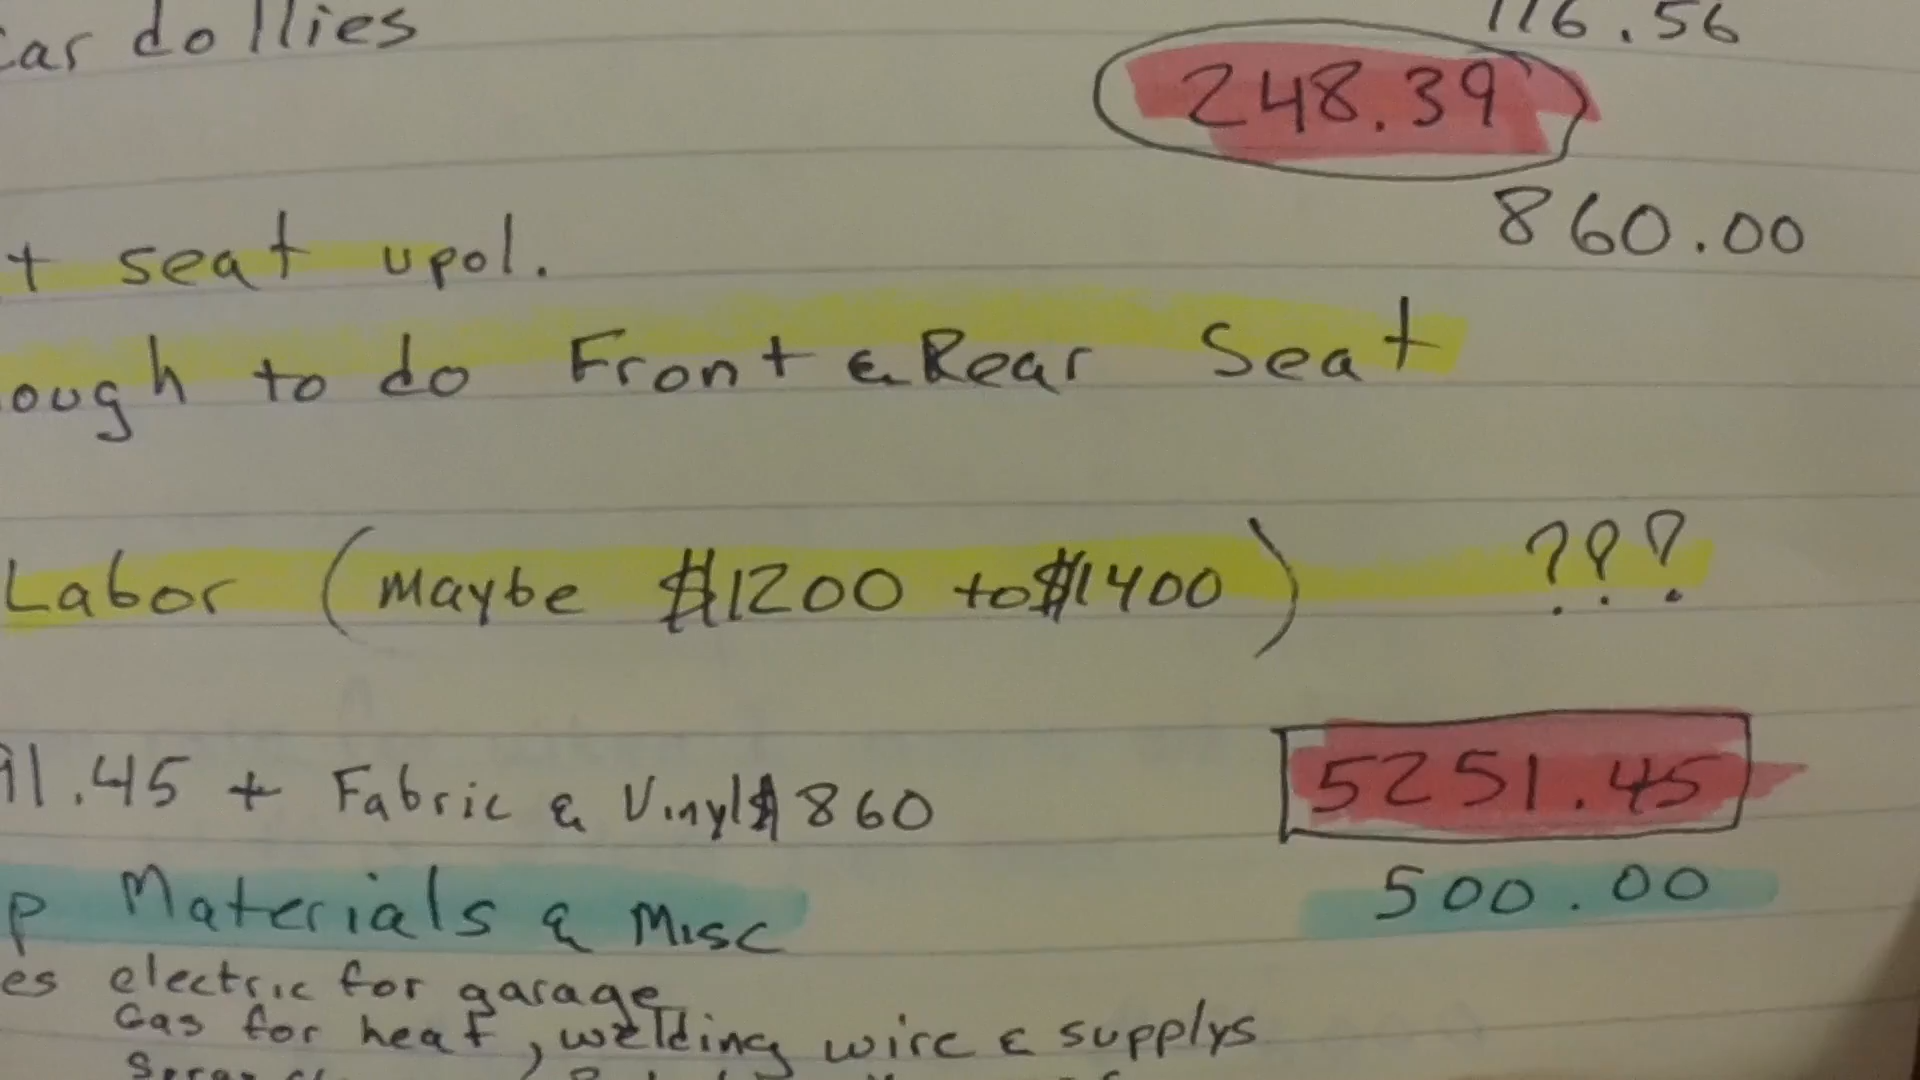 car dollies 116.56
248.39
t seat upol. 860.00
ough to do Front & Rear Seat
Labor (Maybe $1200 to $1400) ???
91.45 + Fabric & Vinyl $860 5251.45
p Materials & Misc 500.00
es electric for garage
Gas for heat, welding wire & supplys